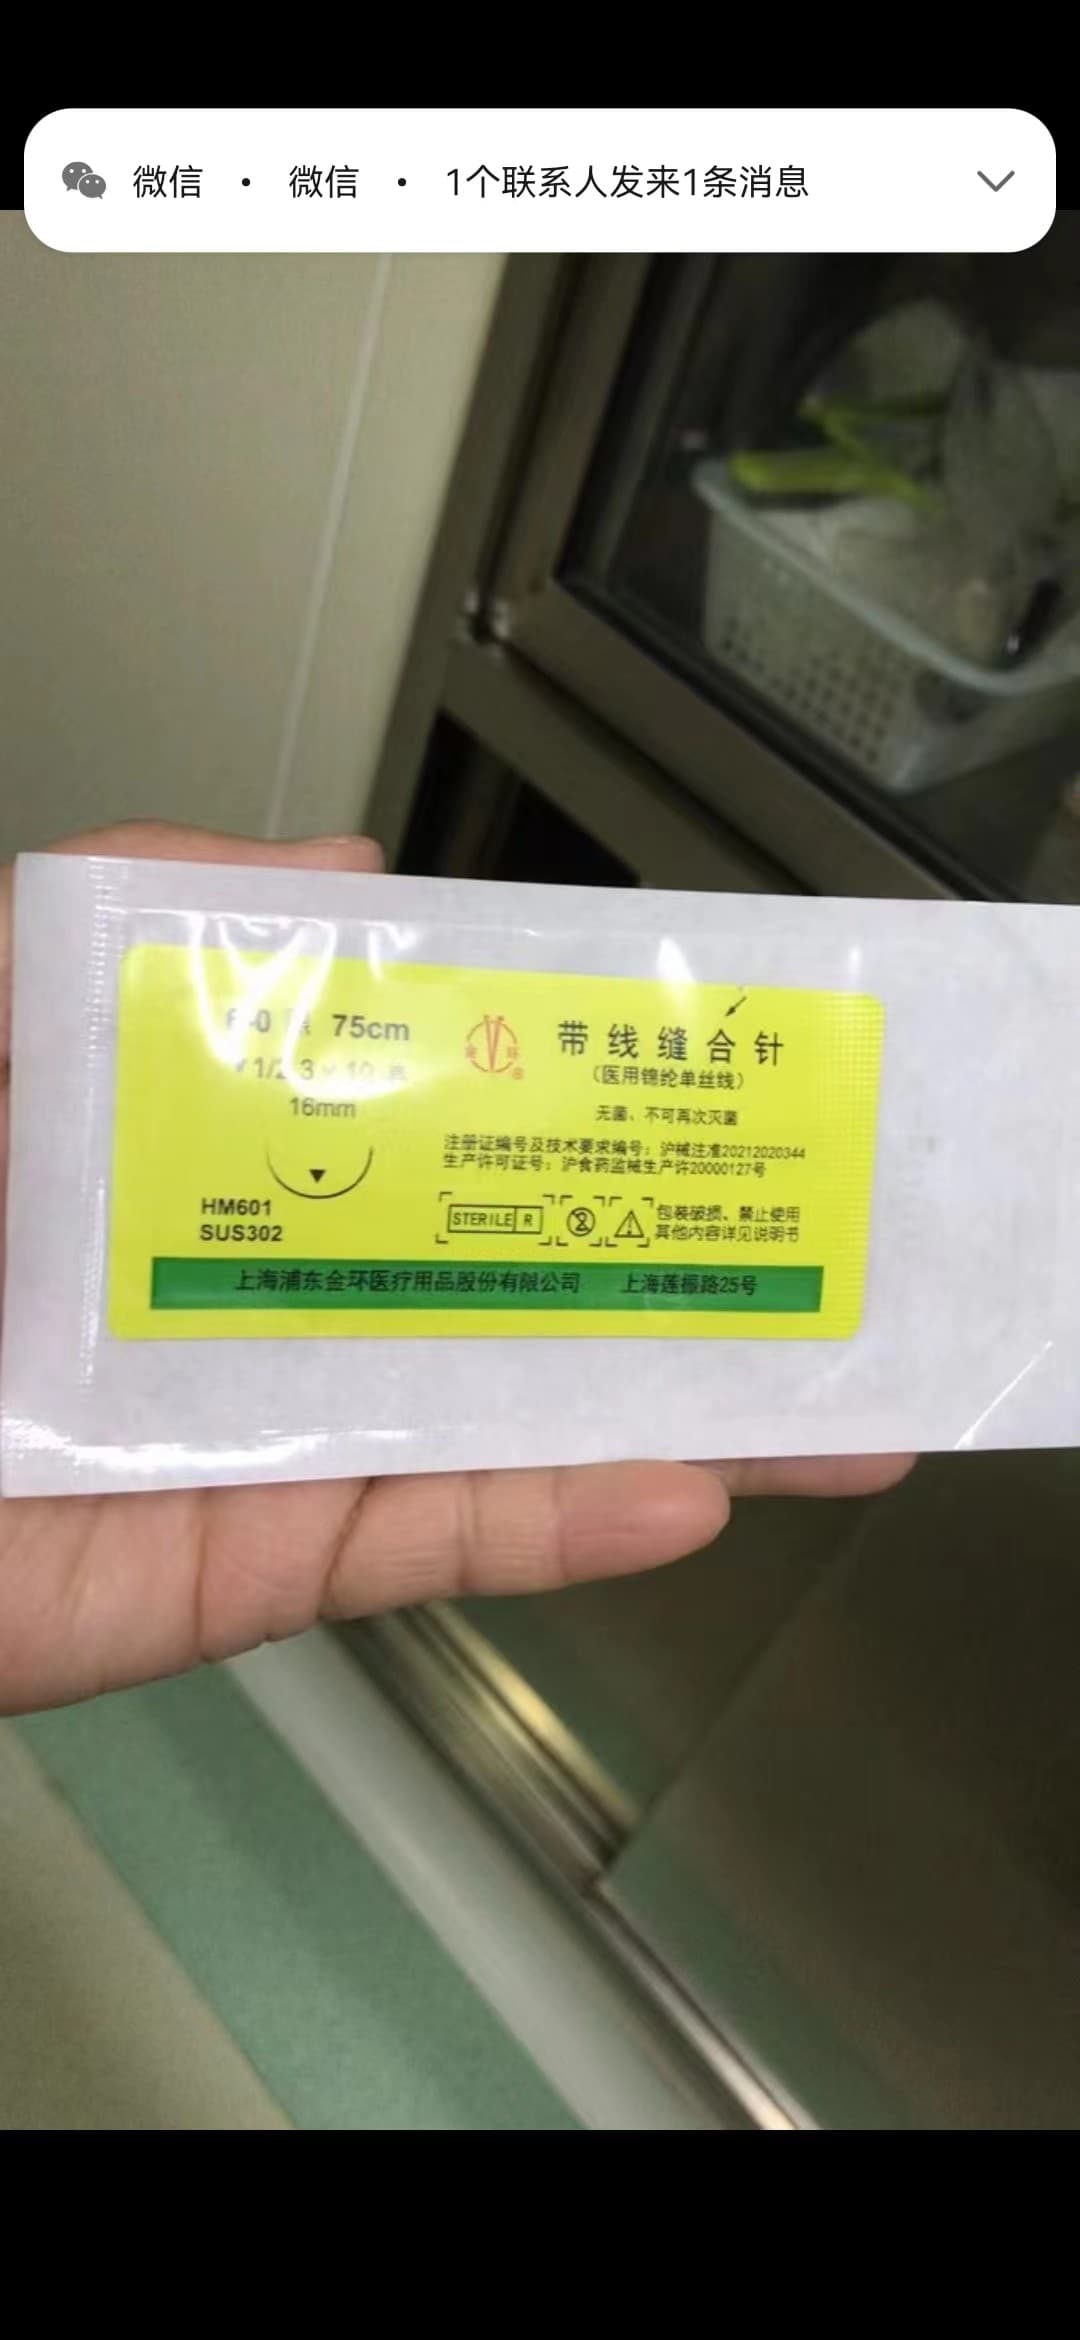 微信 • 微信 • 1个联系人发来1条消息
75cm
带线缝合针
(医用锦纶单丝线)
16mm
无菌、不可再次灭菌
注册证编号及技术要求编号：沪械注准20212020344
生产许可证号：沪食药监械生产许20000127号
HM601
SUS302
STERILE R
包装破损、禁止使用
其他内容详见说明书
上海浦东金环医疗用品股份有限公司 上海莲振路25号